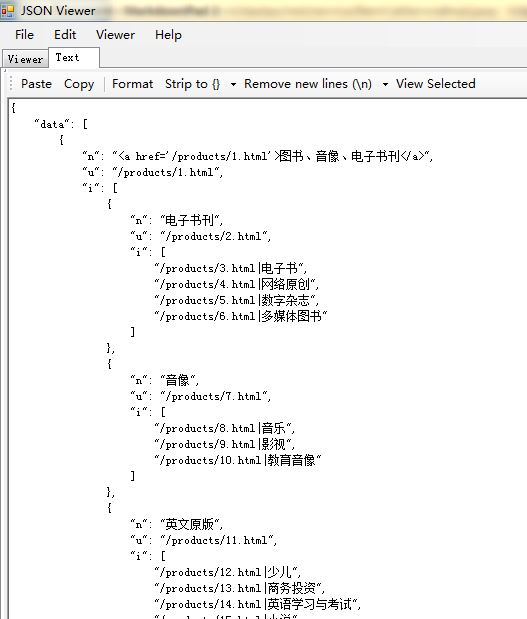 JSON Viewer
File Edit Viewer Help
Viewer Text
Paste Copy Format Strip to {} Remove new lines (\n) View Selected
{
"data": [
{
"n": "<a href='/products/1.html'>图书、音像、电子书刊</a>",
"u": "/products/1.html",
"i": [
{
"n": "电子书刊",
"u": "/products/2.html",
"i": [
"/products/3.html|电子书",
"/products/4.html|网络原创",
"/products/5.html|数字杂志",
"/products/6.html|多媒体图书"
]
},
{
"n": "音像",
"u": "/products/7.html",
"i": [
"/products/8.html|音乐",
"/products/9.html|影视",
"/products/10.html|教育音像"
]
},
{
"n": "英文原版",
"u": "/products/11.html",
"i": [
"/products/12.html|少儿",
"/products/13.html|商务投资",
"/products/14.html|英语学习与考试",